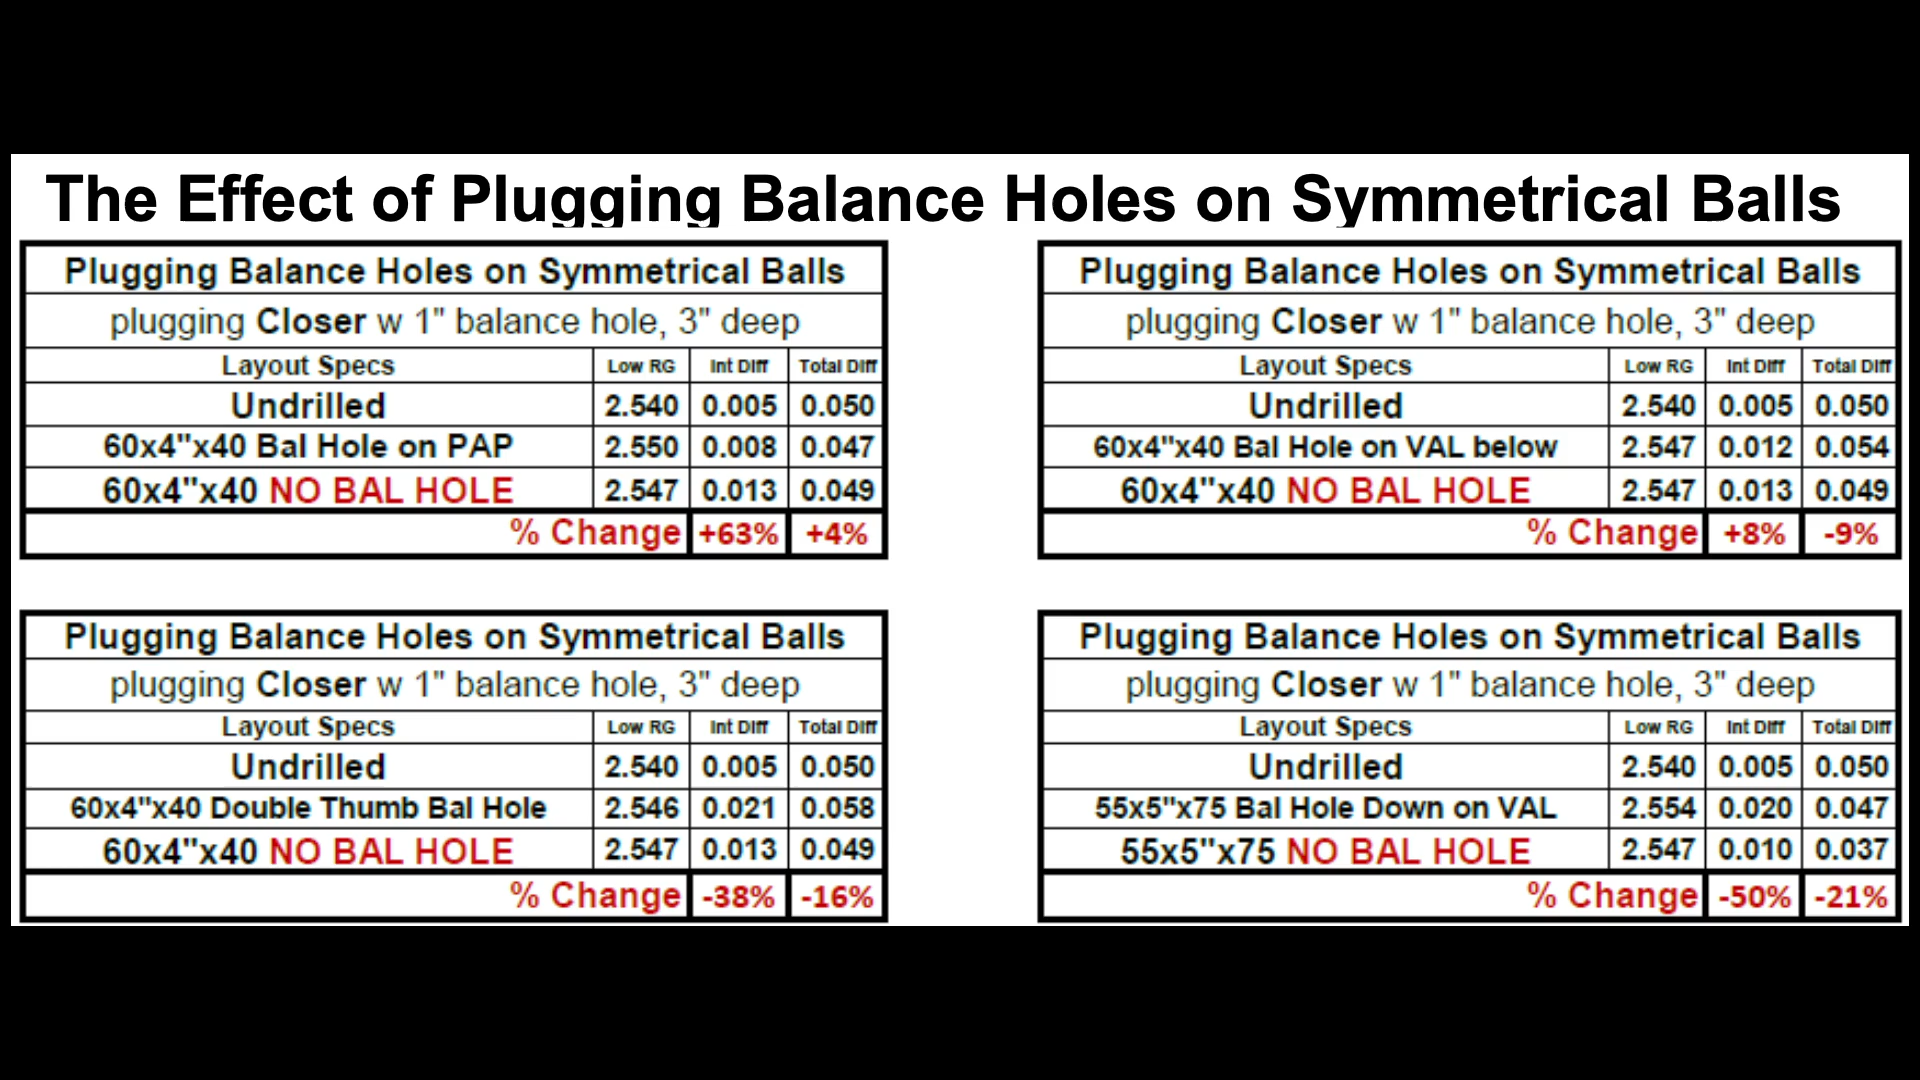 The Effect of Plugging Balance Holes on Symmetrical Balls
Plugging Balance Holes on Symmetrical Balls
plugging Closer w 1" balance hole, 3" deep
Layout Specs Low RG Int Diff Total Diff
Undrilled 2.540 0.005 0.050
60x4"x40 Bal Hole on PAP 2.550 0.008 0.047
60x4"x40 NO BAL HOLE 2.547 0.013 0.049
% Change +63% +4%
Plugging Balance Holes on Symmetrical Balls
plugging Closer w 1" balance hole, 3" deep
Layout Specs Low RG Int Diff Total Diff
Undrilled 2.540 0.005 0.050
60x4"x40 Bal Hole on VAL below 2.547 0.012 0.054
60x4"x40 NO BAL HOLE 2.547 0.013 0.049
% Change +8% -9%
Plugging Balance Holes on Symmetrical Balls
plugging Closer w 1" balance hole, 3" deep
Layout Specs Low RG Int Diff Total Diff
Undrilled 2.540 0.005 0.050
60x4"x40 Double Thumb Bal Hole 2.546 0.021 0.058
60x4"x40 NO BAL HOLE 2.547 0.013 0.049
% Change -38% -16%
Plugging Balance Holes on Symmetrical Balls
plugging Closer w 1" balance hole, 3" deep
Layout Specs Low RG Int Diff Total Diff
Undrilled 2.540 0.005 0.050
55x5"x75 Bal Hole Down on VAL 2.554 0.020 0.047
55x5"x75 NO BAL HOLE 2.547 0.010 0.037
% Change -50% -21%